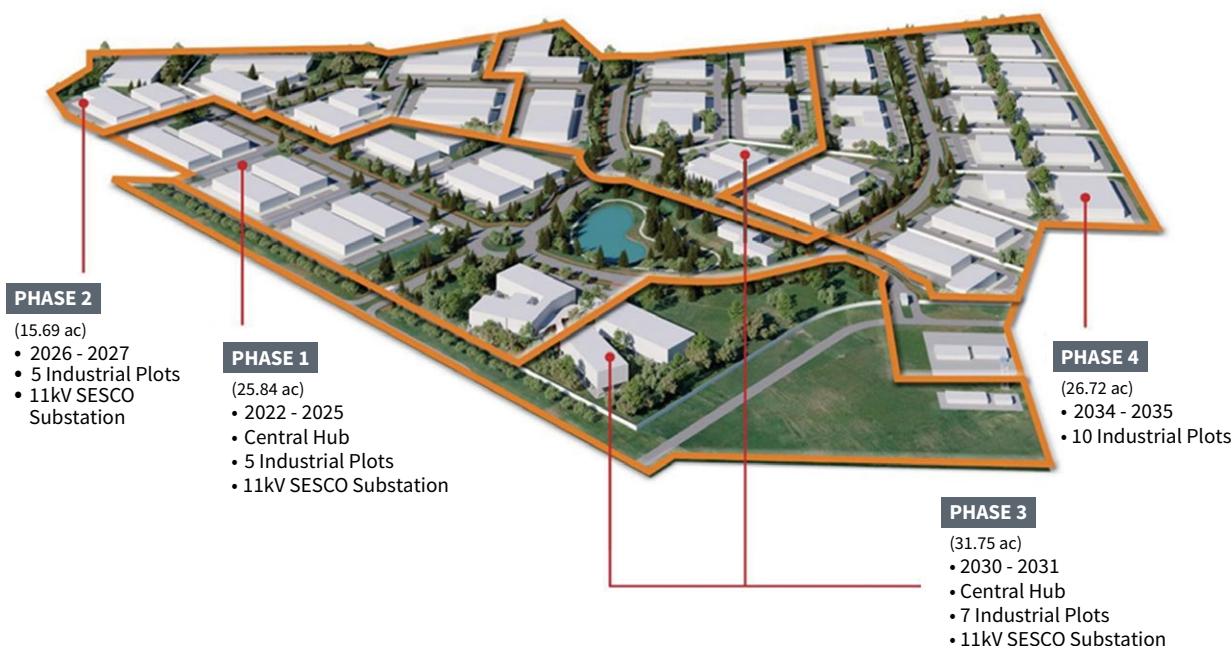 PHASE 2
(15.69 ac)
• 2026 - 2027
• 5 Industrial Plots
• 11kV SESCO
Substation
PHASE 1
(25.84 ac)
• 2022 - 2025
• Central Hub
• 5 Industrial Plots
• 11kV SESCO Substation
PHASE 4
(26.72 ac)
• 2034 - 2035
• 10 Industrial Plots
PHASE 3
(31.75 ac)
• 2030 - 2031
• Central Hub
• 7 Industrial Plots
• 11kV SESCO Substation